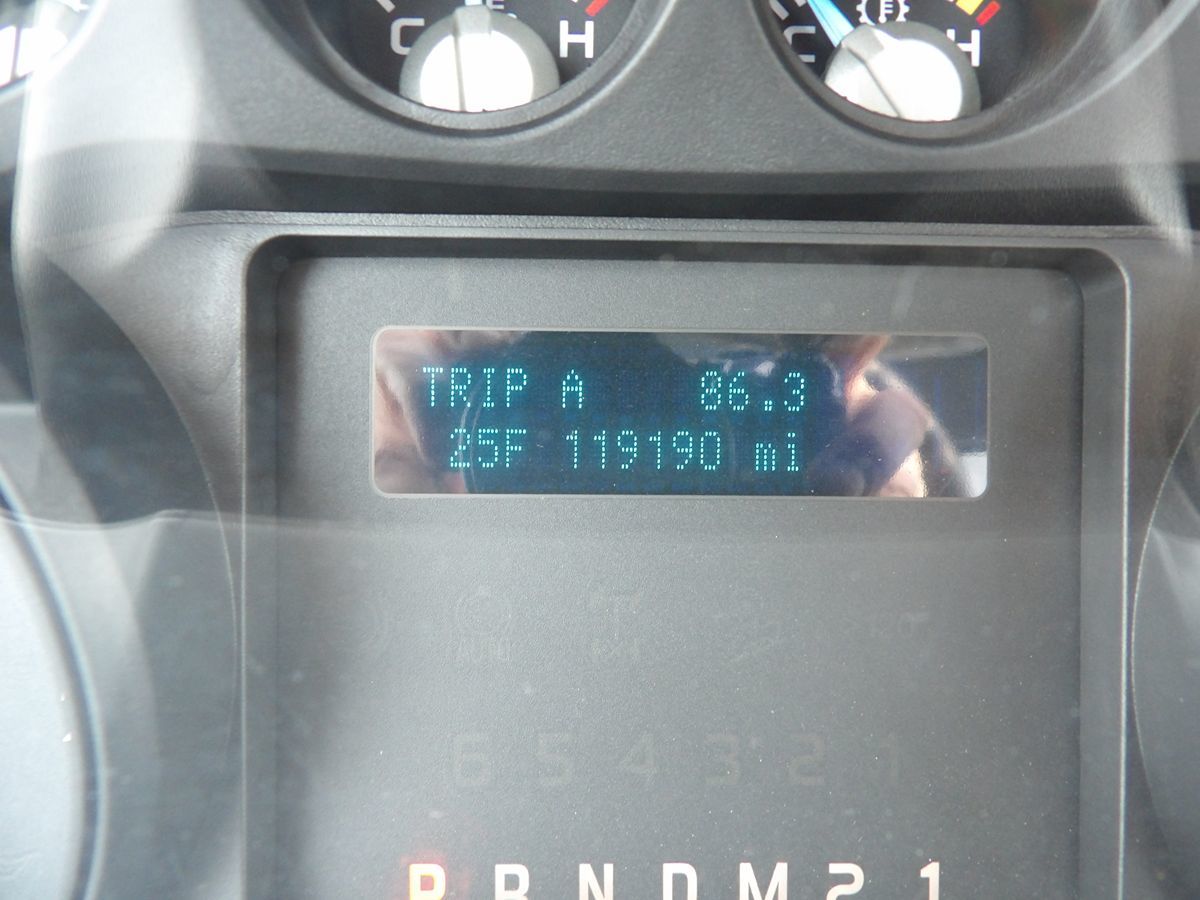 C H
C H
TRIP A 86.3
25F 119190 mi
6 5 4 3 2 1
P R N D M 2 1